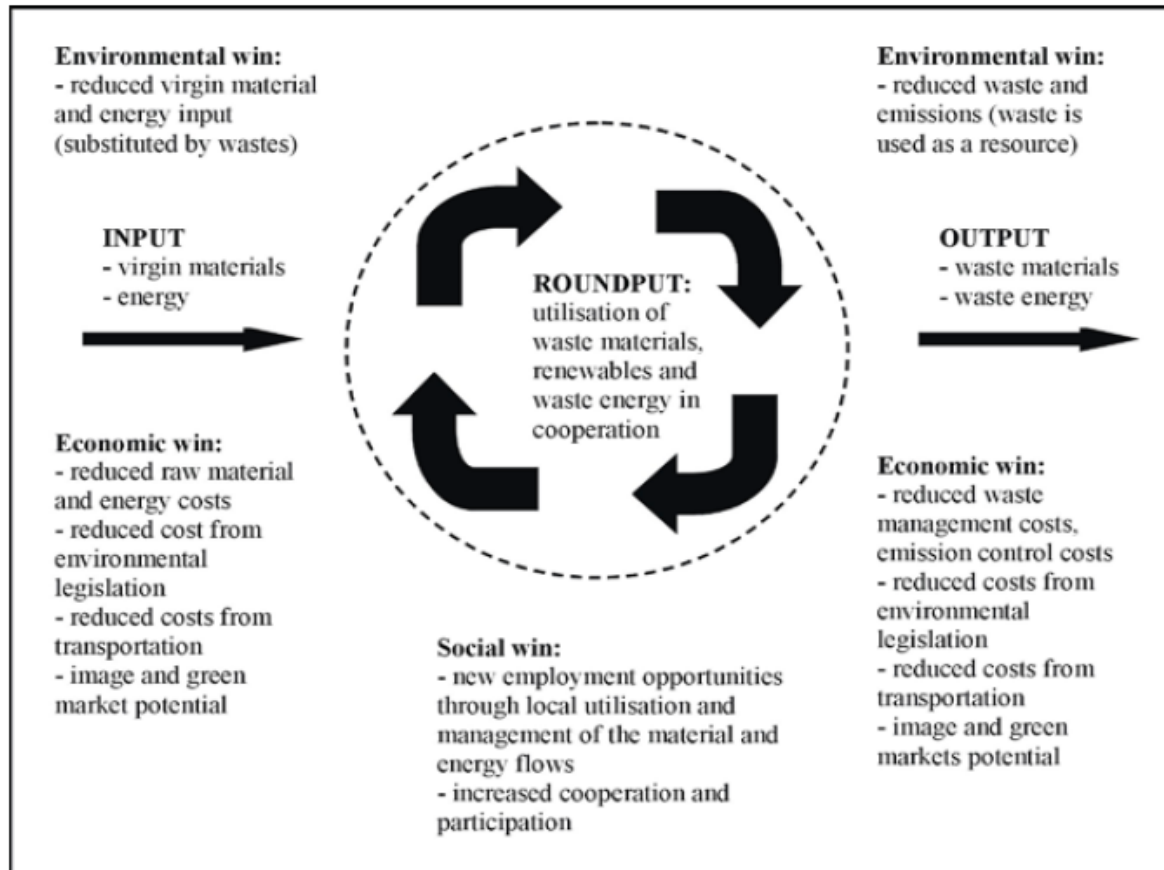 Environmental win:
- reduced virgin material
and energy input
(substituted by wastes)
Environmental win:
- reduced waste and
emissions (waste is
used as a resource)
INPUT
- virgin materials
- energy
ROUNDPUT:
utilisation of
waste materials,
renewables and
waste energy in
cooperation
OUTPUT
- waste materials
- waste energy
Economic win:
- reduced raw material
and energy costs
- reduced cost from
environmental
legislation
- reduced costs from
transportation
- image and green
market potential
Social win:
- new employment opportunities
through local utilisation and
management of the material and
energy flows
- increased cooperation and
participation
Economic win:
- reduced waste
management costs,
emission control costs
- reduced costs from
environmental
legislation
- reduced costs from
transportation
- image and green
markets potential